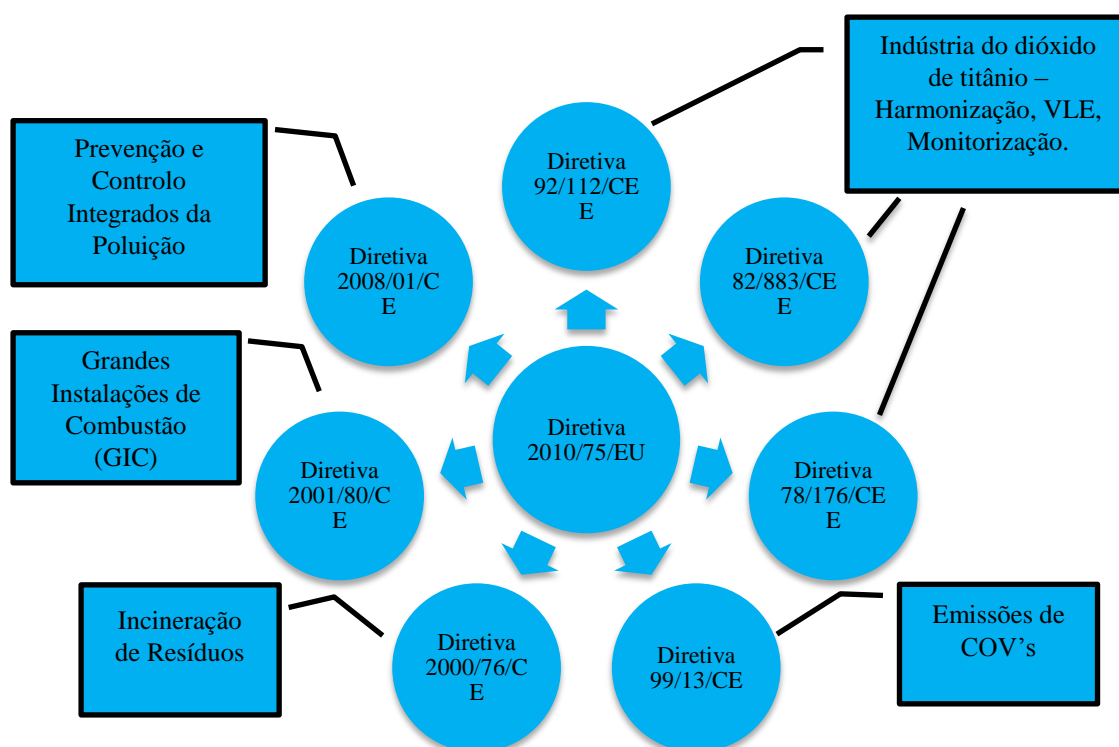 Indústria do dióxido
de titânio –
Harmonização, VLE,
Monitorização.
Prevenção e
Controlo
Integrados da
Poluição
Diretiva
92/112/CE
E
Diretiva
2008/01/C
E
Diretiva
82/883/CE
E
Grandes
Instalações de
Combustão
(GIC)
Diretiva
2010/75/EU
Diretiva
2001/80/C
E
Diretiva
78/176/CE
E
Incineração
de Resíduos
Diretiva
2000/76/C
E
Diretiva
99/13/CE
Emissões de
COV’s